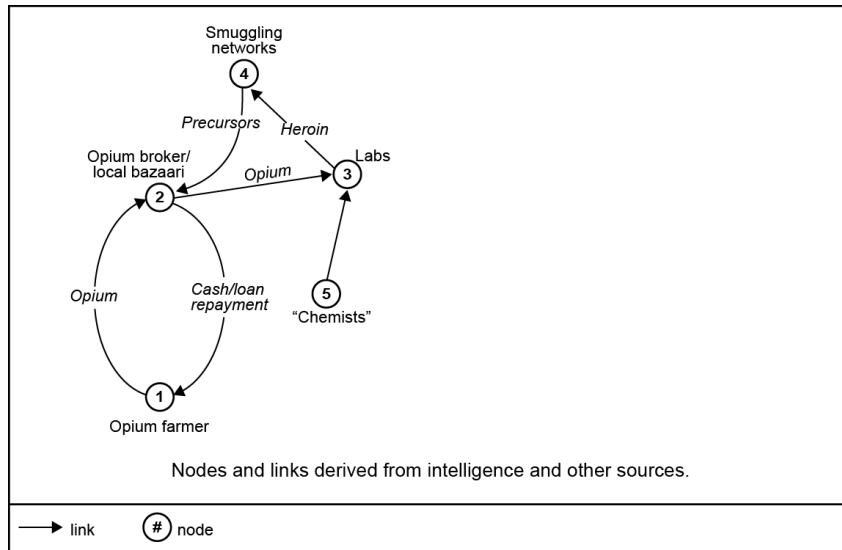 Smuggling
networks
4
Precursors
Heroin
Labs
Opium broker/
local bazaari
Opium
3
2
Opium
Cash/loan
repayment
5
“Chemists”
1
Opium farmer
Nodes and links derived from intelligence and other sources.
link
# node